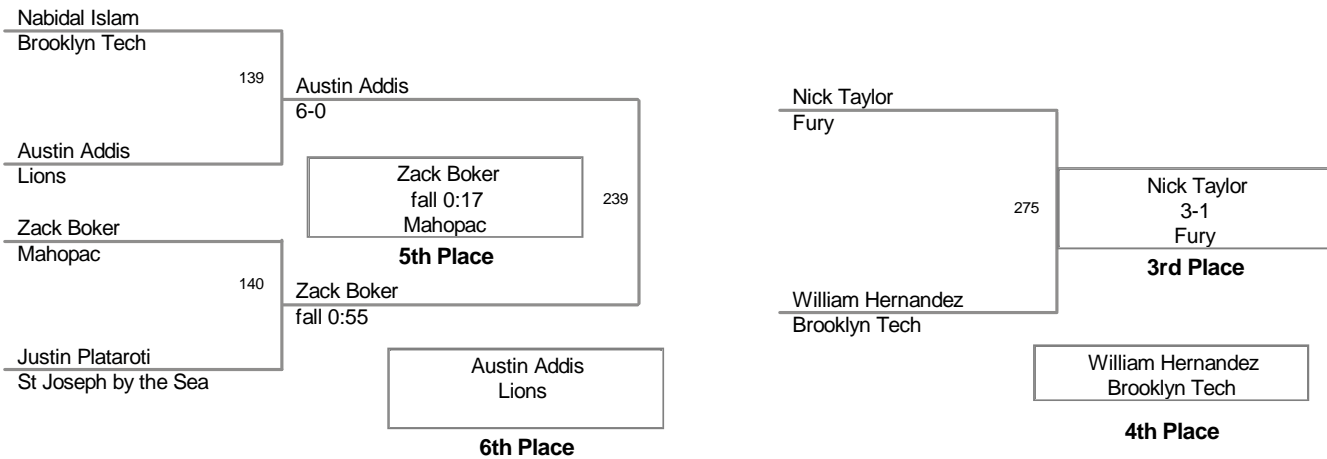 Nabidal Islam
Brooklyn Tech
139
Austin Addis
6-0
Austin Addis
Lions
Zack Boker
fall 0:17
Mahopac
5th Place
239
Zack Boker
Mahopac
140
Zack Boker
fall 0:55
Justin Plataroti
St Joseph by the Sea
Austin Addis
Lions
6th Place
Nick Taylor
Fury
275
Nick Taylor
3-1
Fury
3rd Place
William Hernandez
Brooklyn Tech
William Hernandez
Brooklyn Tech
4th Place